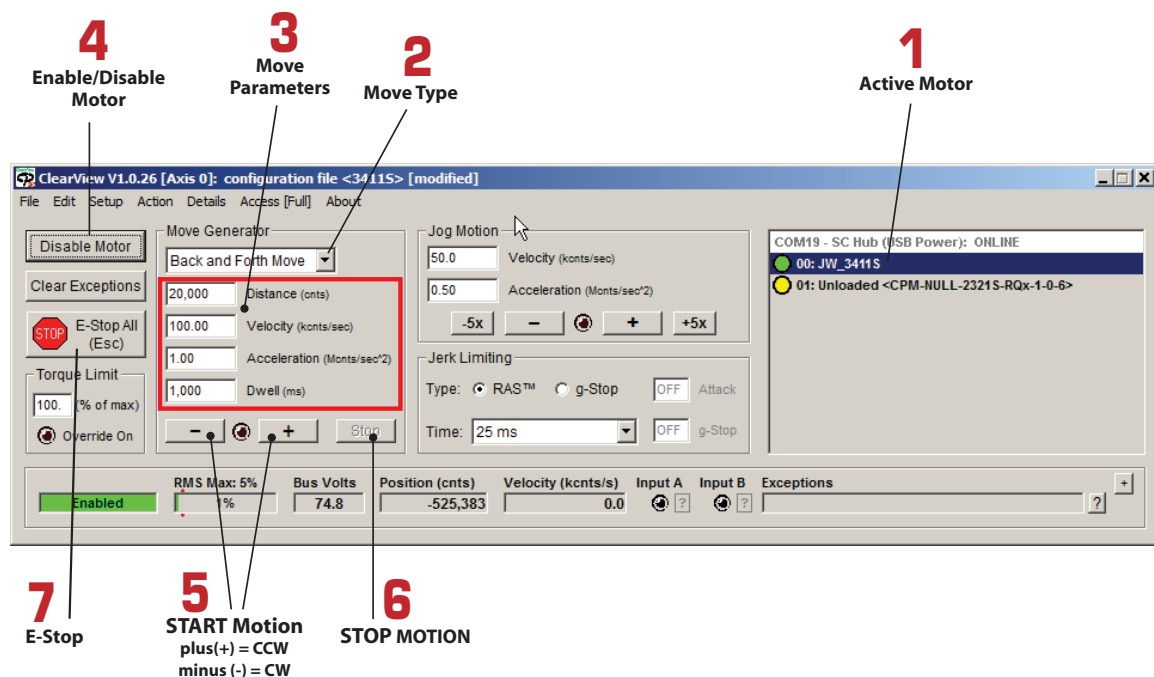 4
Enable/Disable
Motor
3
Move
Parameters
2
Move Type
1
Active Motor
ClearView V1.0.26 [Axis 0]: configuration file <3411S> [modified]
File Edit Setup Action Details Access [Full] About
Disable Motor
Clear Exceptions
STOP
E-Stop All
(Esc)
Torque Limit
100. (% of max)
Override On
Move Generator
Back and Forth Move
20,000 Distance (cnts)
100.00 Velocity (kcnts/sec)
1.00 Acceleration (Mcnts/sec^2)
1,000 Dwell (ms)
- + Stop
Jog Motion
50.0 Velocity (kcnts/sec)
0.50 Acceleration (Mcnts/sec^2)
-5x - + +5x
Jerk Limiting
Type: RAS™ g-Stop OFF Attack
Time: 25 ms OFF g-Stop
COM19 - SC Hub (USB Power): ONLINE
00: JW_3411S
01: Unloaded <CPM-NULL-2321S-RQx-1-0-6>
RMS Max: 5% Bus Volts Position (cnts) Velocity (kcnts/s) Input A Input B Exceptions +
Enabled 1% 74.8 -525,383 0.0 ? ? ?
7
E-Stop
5
START Motion
plus(+) = CCW
minus (-) = CW
6
STOP MOTION